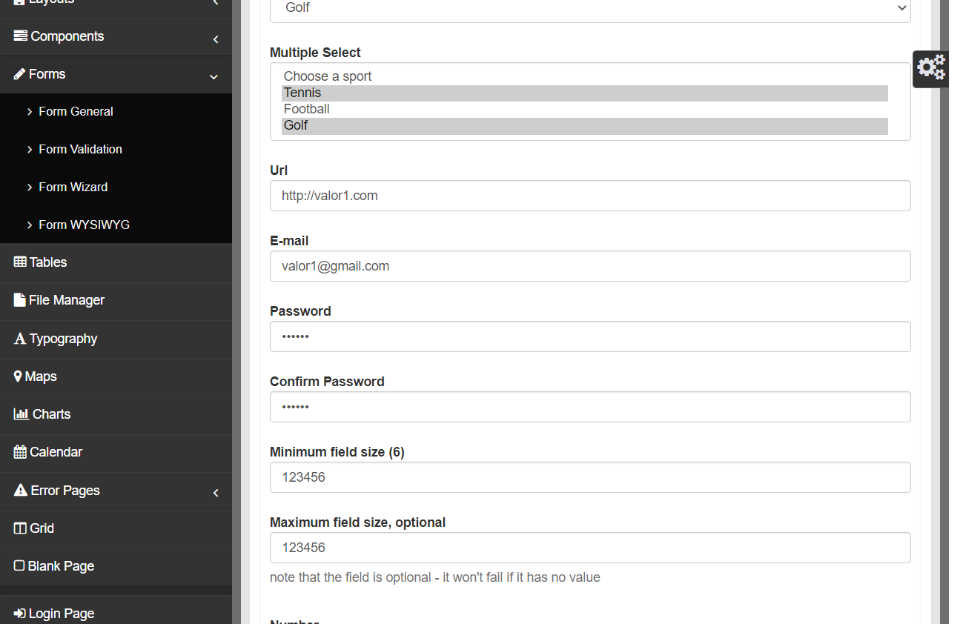 Layouts
Components
Forms
Form General
Form Validation
Form Wizard
Form WYSIWYG
Tables
File Manager
Typography
Maps
Charts
Calendar
Error Pages
Grid
Blank Page
Login Page
Golf
Multiple Select
Choose a sport
Tennis
Football
Golf
Url
http://valor1.com
E-mail
valor1@gmail.com
Password
••••••
Confirm Password
••••••
Minimum field size (6)
123456
Maximum field size, optional
123456
note that the field is optional - it won't fail if it has no value
Number